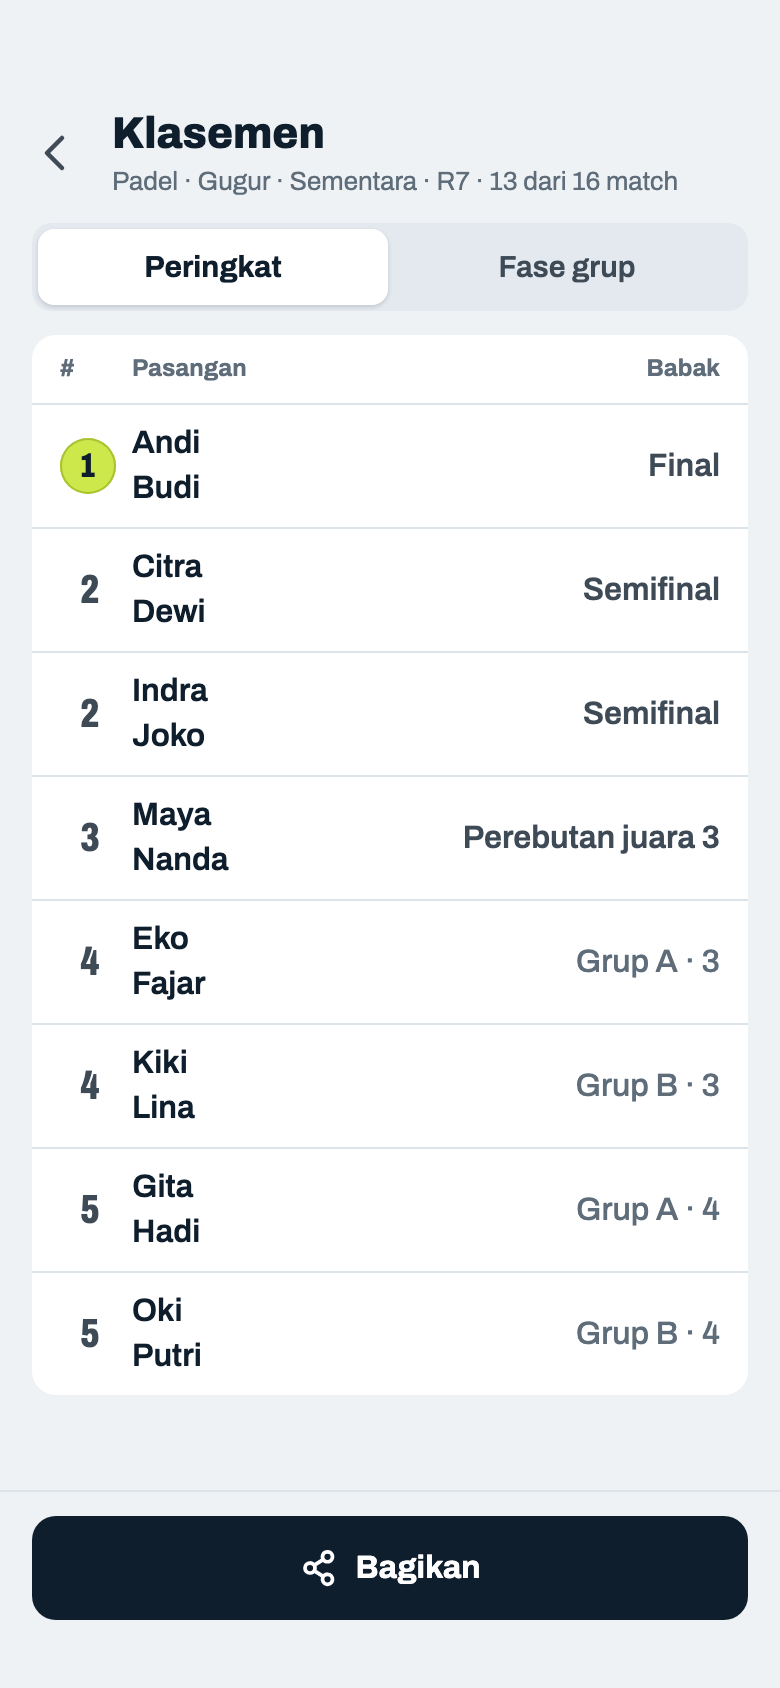 Klasemen
Padel · Gugur · Sementara · R7 · 13 dari 16 match
Peringkat
Fase grup
# Pasangan Babak
1 Andi
Budi
Final
2 Citra
Dewi
Semifinal
2 Indra
Joko
Semifinal
3 Maya
Nanda
Perebutan juara 3
4 Eko
Fajar
Grup A · 3
4 Kiki
Lina
Grup B · 3
5 Gita
Hadi
Grup A · 4
5 Oki
Putri
Grup B · 4
Bagikan